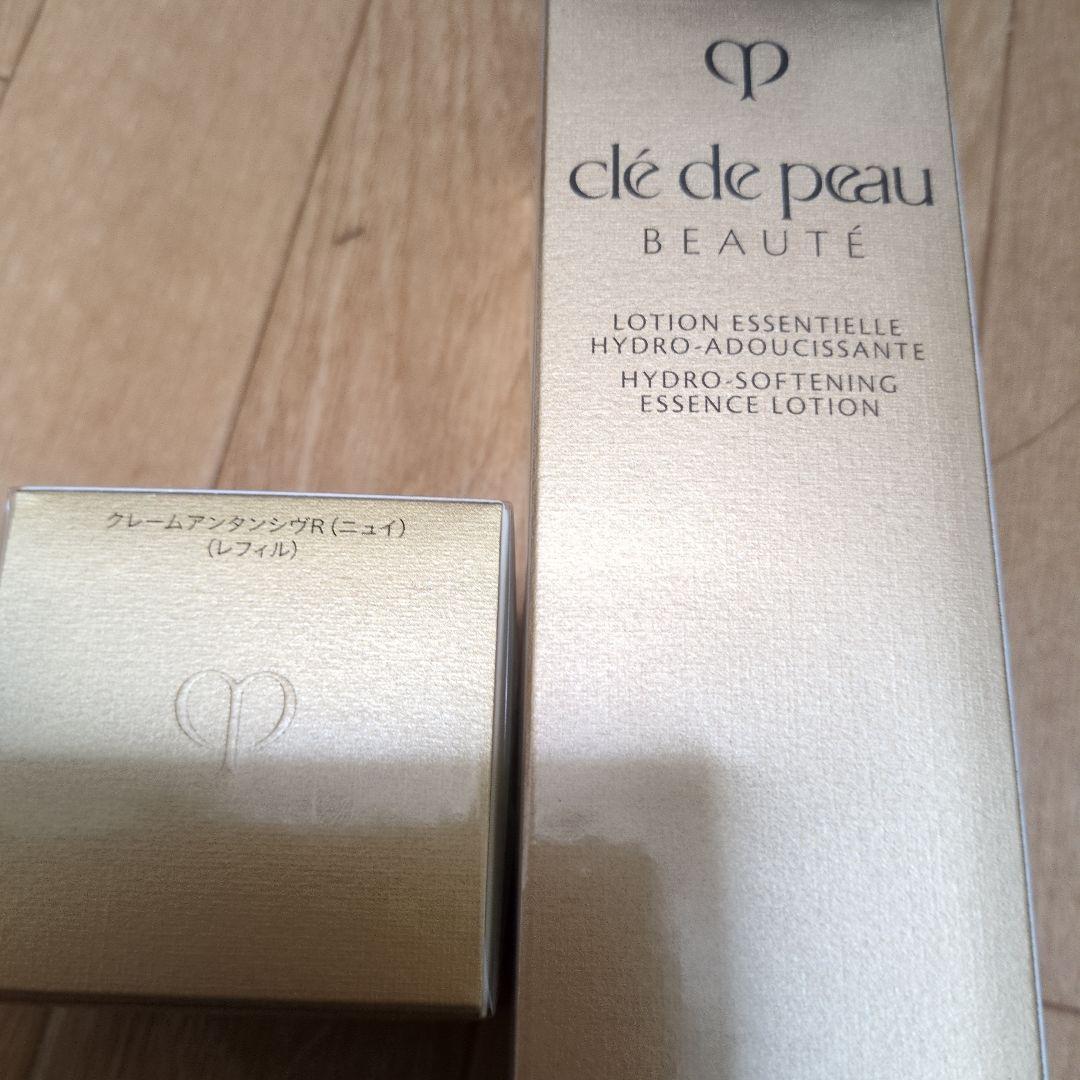 clé de peau
BEAUTÉ
LOTION ESSENTIELLE
HYDRO-ADOUCISSANTE
HYDRO-SOFTENING
ESSENCE LOTION
クレームアンタンシヴR(ニュイ)
(レフィル)